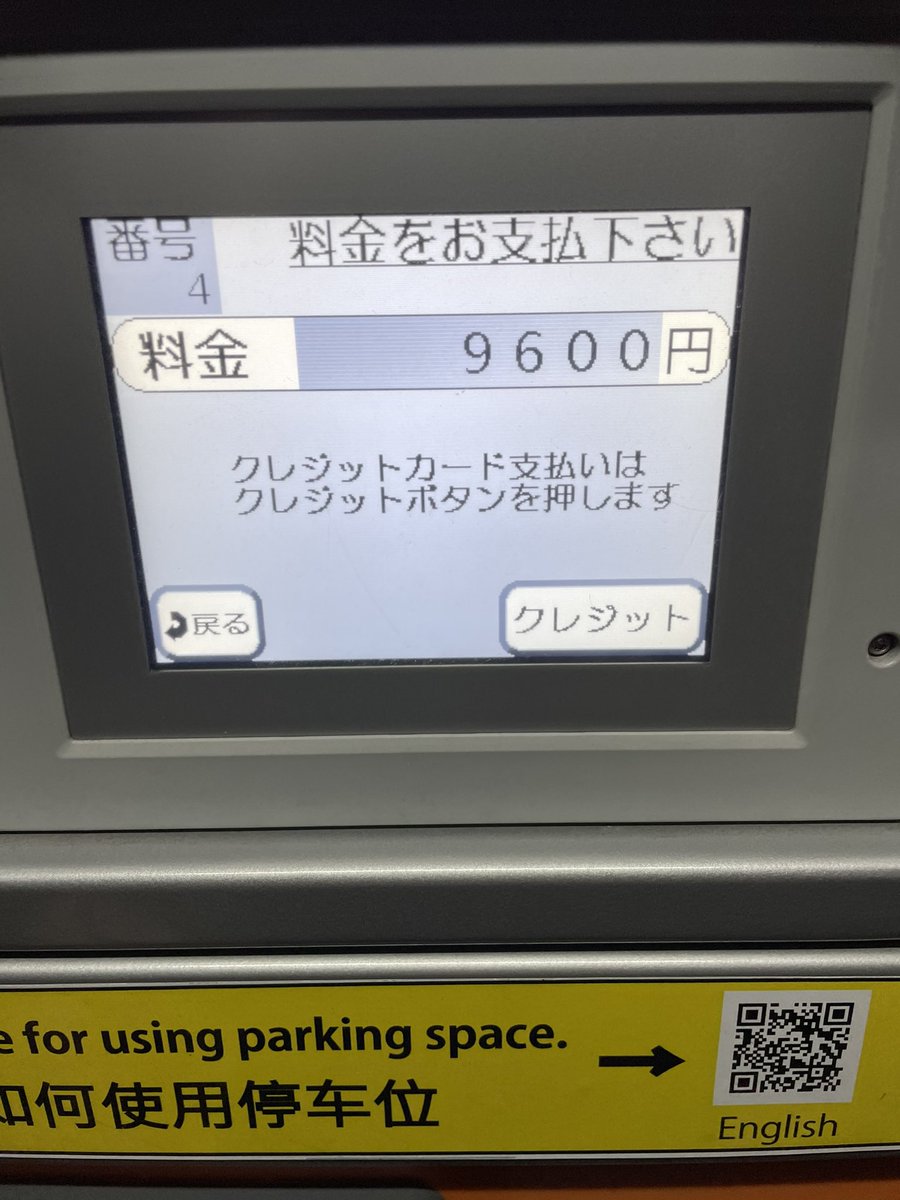 番号
4
料金をお支払下さい
料金 9600円
クレジットカード支払いは
クレジットボタンを押します
戻る
クレジット
for using parking space.
如何使用停车位
→
English